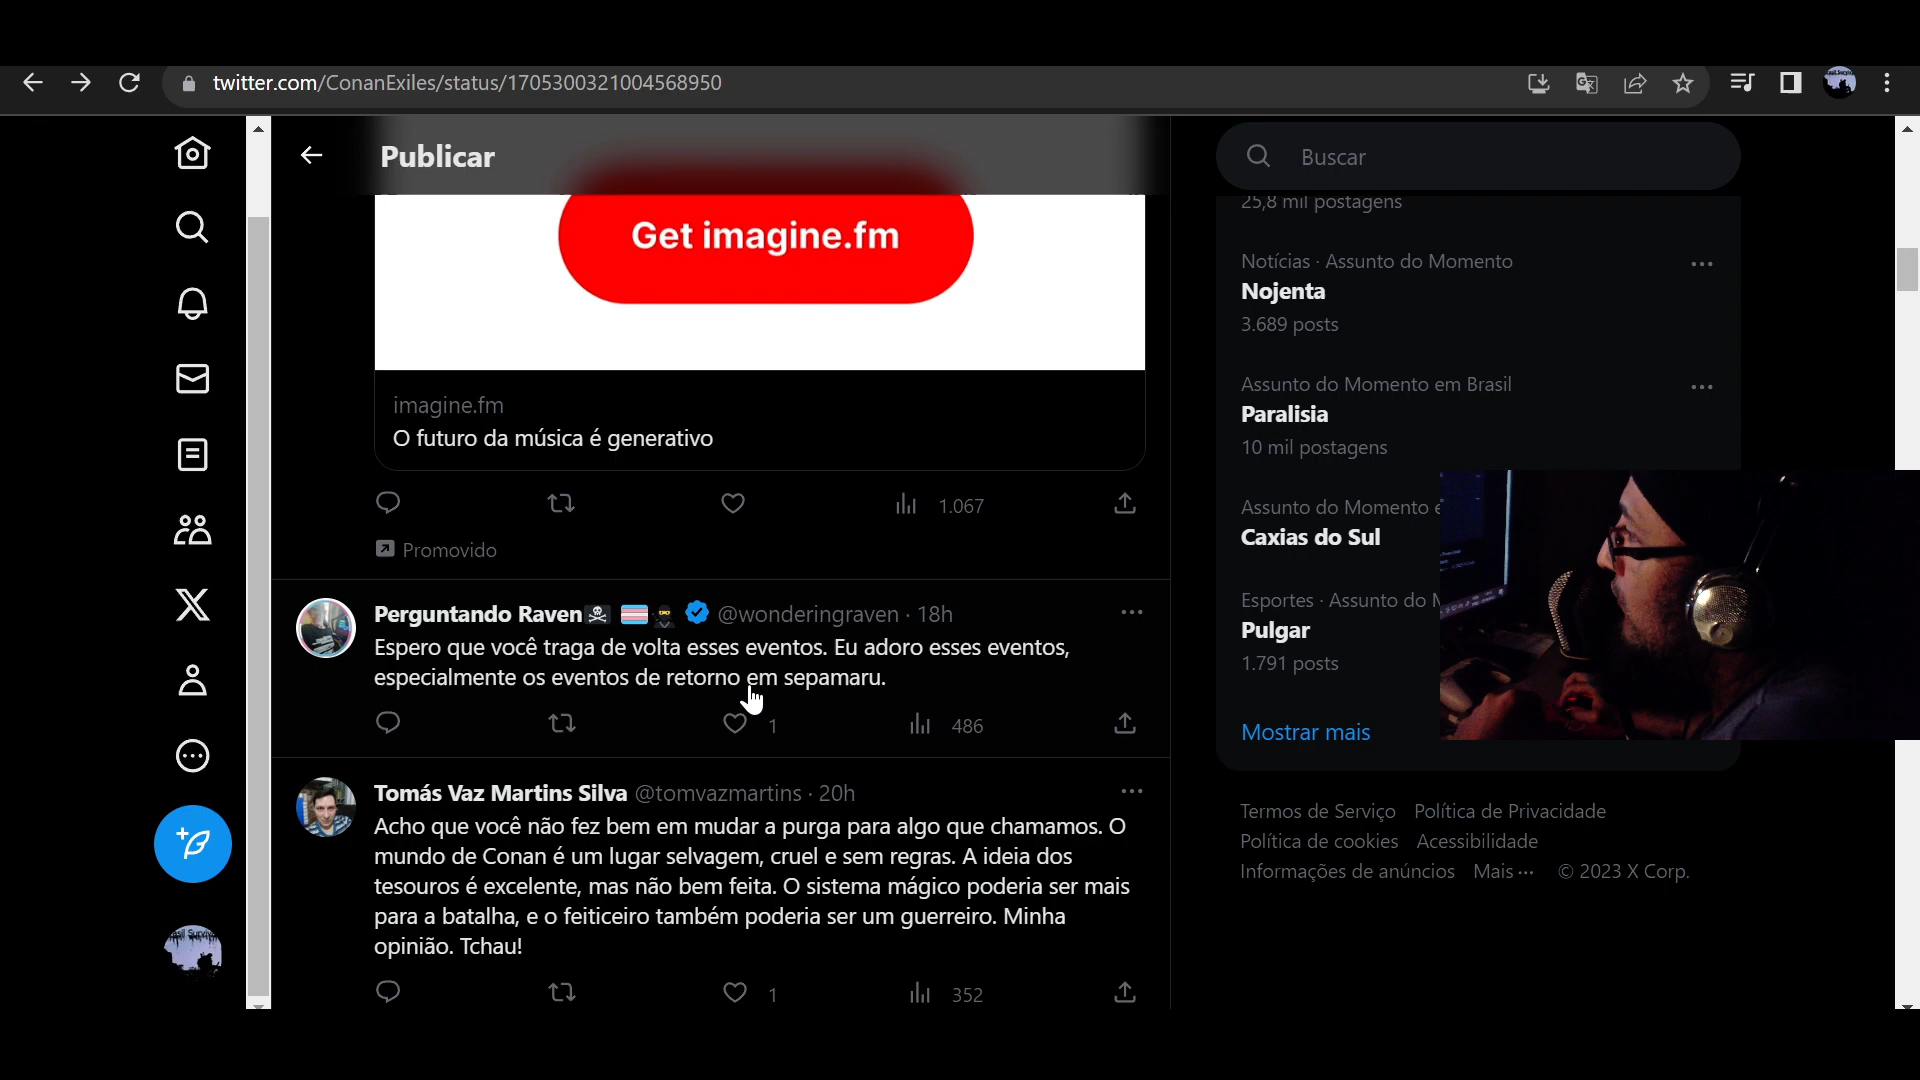 twitter.com/ConanExiles/status/1705300321004568950
Publicar
Buscar
Get imagine.fm
imagine.fm
O futuro da música é generativo
1.067
Promovido
Perguntando Raven @wonderingraven · 18h
Espero que você traga de volta esses eventos. Eu adoro esses eventos,
especialmente os eventos de retorno em sepamaru.
1 486
Tomás Vaz Martins Silva @tomvazmartins · 20h
Acho que você não fez bem em mudar a purga para algo que chamamos. O
mundo de Conan é um lugar selvagem, cruel e sem regras. A ideia dos
tesouros é excelente, mas não bem feita. O sistema mágico poderia ser mais
para a batalha, e o feiticeiro também poderia ser um guerreiro. Minha
opinião. Tchau!
1 352
25,8 mil postagens
Notícias · Assunto do Momento
Nojenta
3.689 posts
Assunto do Momento em Brasil
Paralisia
10 mil postagens
Assunto do Momento
Caxias do Sul
Esportes · Assunto do
Pulgar
1.791 posts
Mostrar mais
Termos de Serviço Política de Privacidade
Política de cookies Acessibilidade
Informações de anúncios Mais ··· © 2023 X Corp.